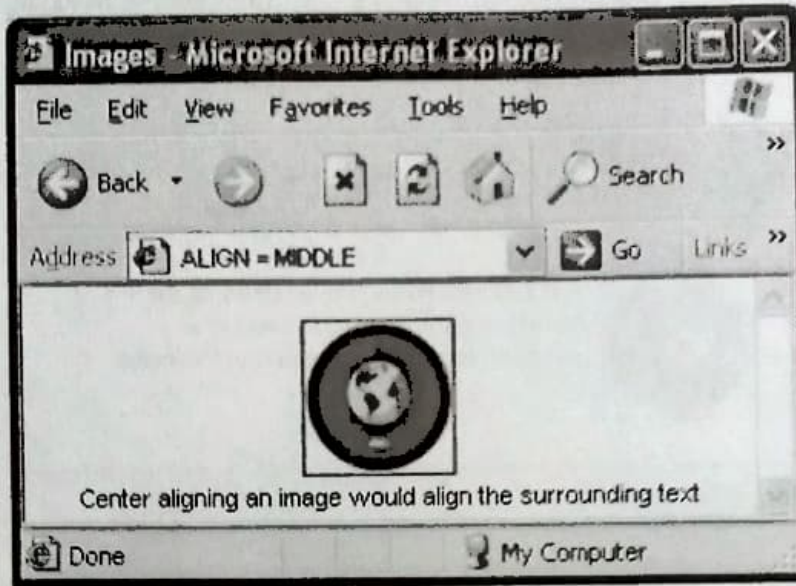 Images - Microsoft Internet Explorer
File Edit View Favorites Tools Help
Back Search
Address ALIGN = MIDDLE Go Links
Center aligning an image would align the surrounding text
Done My Computer